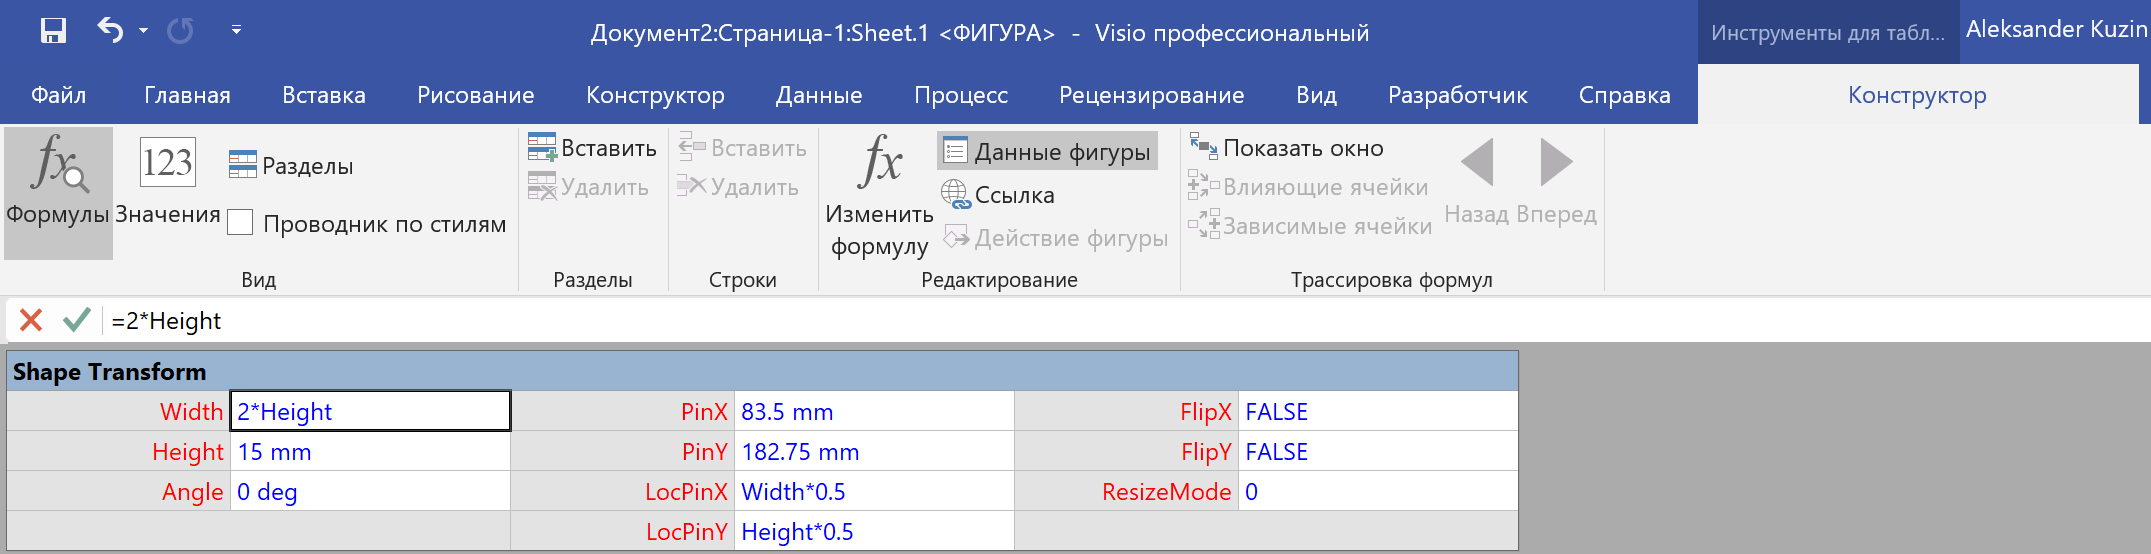 Документ2:Страница-1:Sheet.1 <ФИГУРА> - Visio профессиональный
Инструменты для табл...
Aleksander Kuzin
Файл Главная Вставка Рисование Конструктор Данные Процесс Рецензирование Вид Разработчик Справка Конструктор
fx Формулы
123 Значения
Разделы
Проводник по стилям
Вид
Вставить
Удалить
Разделы
Вставить
Удалить
Строки
fx Изменить
формулу
Данные фигуры
Ссылка
Действие фигуры
Редактирование
Показать окно
Влияющие ячейки
Зависимые ячейки
Назад Вперед
Трассировка формул
=2*Height
Shape Transform
Width 2*Height PinX 83.5 mm FlipX FALSE
Height 15 mm PinY 182.75 mm FlipY FALSE
Angle 0 deg LocPinX Width*0.5 ResizeMode 0
LocPinY Height*0.5